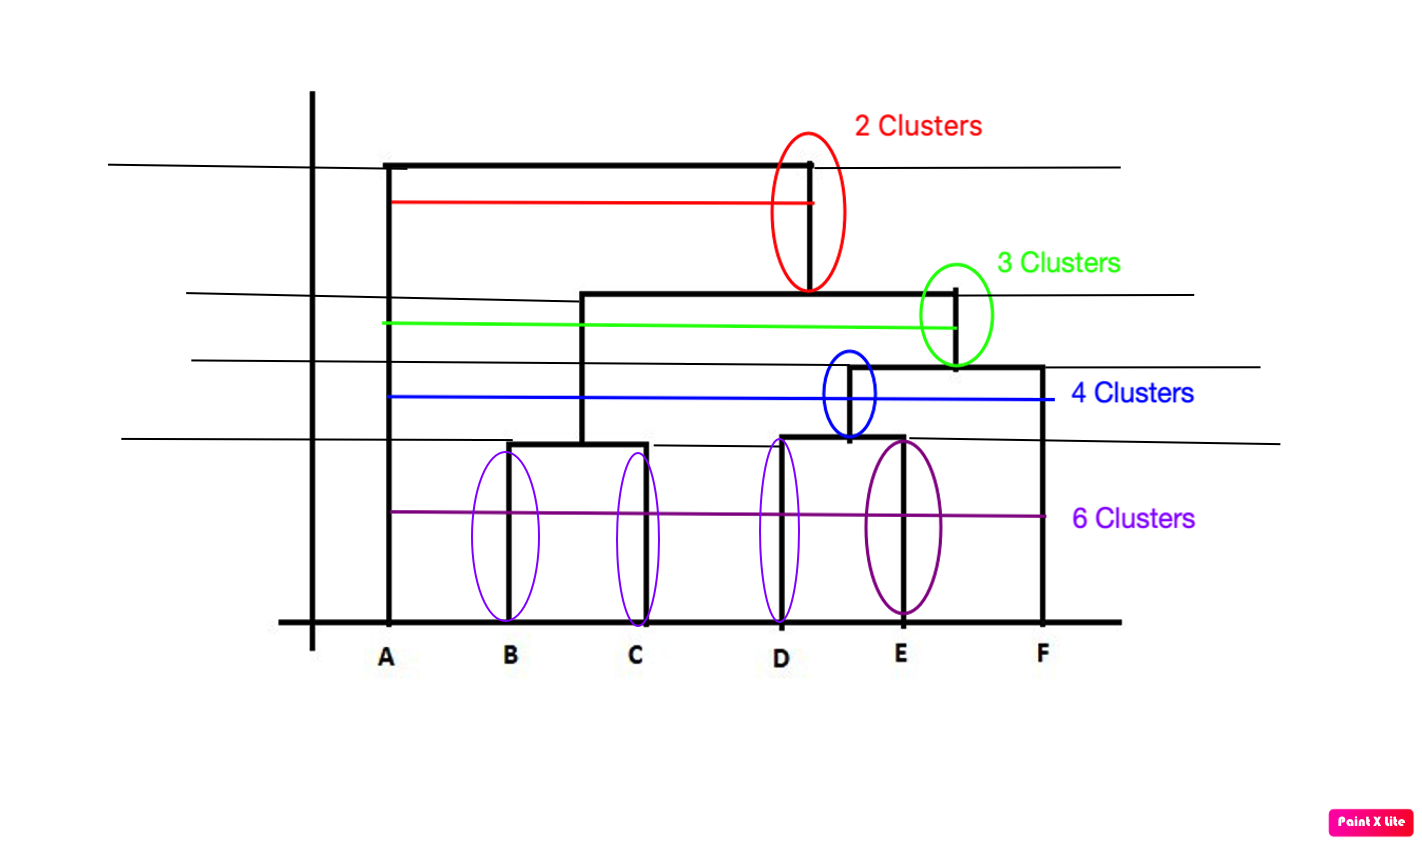 2 Clusters
3 Clusters
4 Clusters
6 Clusters
A B C D E F
Paint X Lite